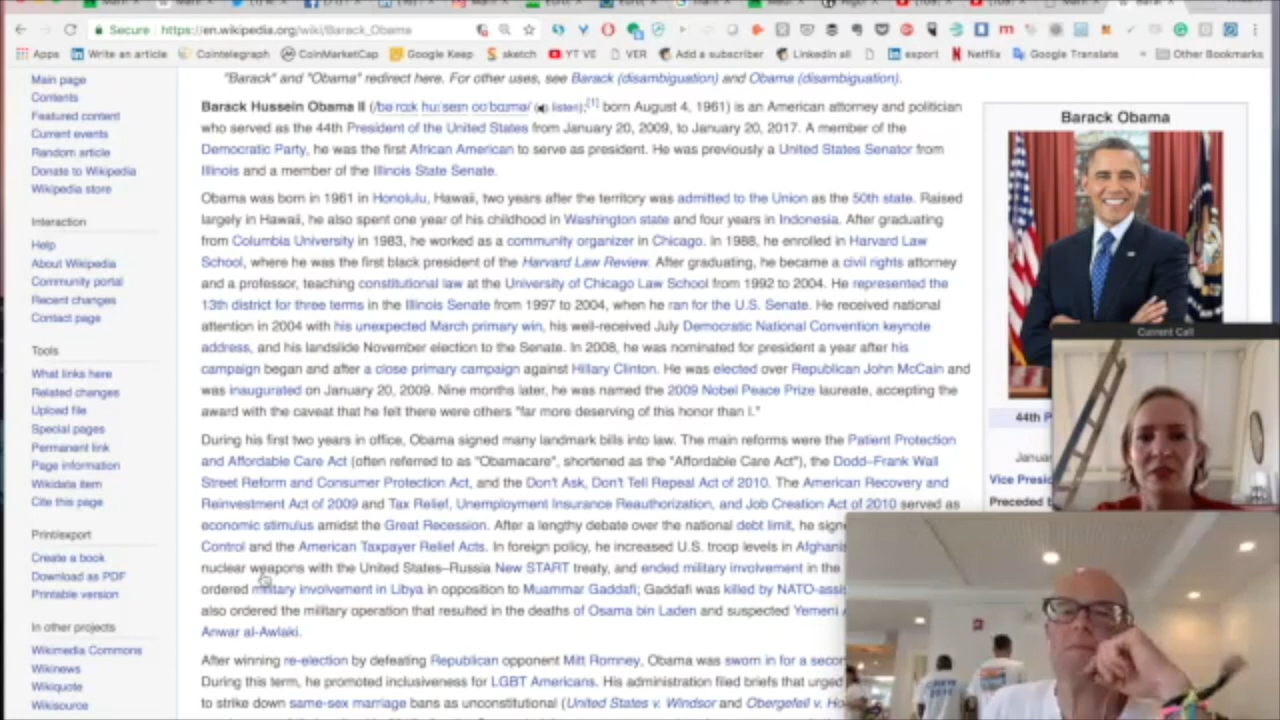 Secure https://en.wikipedia.org/wiki/Barack_Obama
Apps Write an article Cointelegraph CoinMarketCap Google Keep sketch YT VE VER Add a subscriber LinkedIn all export Netflix Google Translate » Other Bookmarks
Main page
Contents
Featured content
Current events
Random article
Donate to Wikipedia
Wikipedia store
Interaction
Help
About Wikipedia
Community portal
Recent changes
Contact page
Tools
What links here
Related changes
Upload file
Special pages
Permanent link
Page information
Wikidata item
Cite this page
Print/export
Create a book
Download as PDF
Printable version
In other projects
Wikimedia Commons
Wikinews
Wikiquote
Wikisource
"Barack" and "Obama" redirect here. For other uses, see Barack (disambiguation) and Obama (disambiguation).
Barack Hussein Obama II (listen);[1] born August 4, 1961) is an American attorney and politician
who served as the 44th President of the United States from January 20, 2009, to January 20, 2017. A member of the
Democratic Party, he was the first African American to serve as president. He was previously a United States Senator from
Illinois and a member of the Illinois State Senate.
Obama was born in 1961 in Honolulu, Hawaii, two years after the territory was admitted to the Union as the 50th state. Raised
largely in Hawaii, he also spent one year of his childhood in Washington state and four years in Indonesia. After graduating
from Columbia University in 1983, he worked as a community organizer in Chicago. In 1988, he enrolled in Harvard Law
School, where he was the first black president of the Harvard Law Review. After graduating, he became a civil rights attorney
and a professor, teaching constitutional law at the University of Chicago Law School from 1992 to 2004. He represented the
13th district for three terms in the Illinois Senate from 1997 to 2004, when he ran for the U.S. Senate. He received national
attention in 2004 with his unexpected March primary win, his well-received July Democratic National Convention keynote
address, and his landslide November election to the Senate. In 2008, he was nominated for president a year after his
campaign began and after a close primary campaign against Hillary Clinton. He was elected over Republican John McCain and
was inaugurated on January 20, 2009. Nine months later, he was named the 2009 Nobel Peace Prize laureate, accepting the
award with the caveat that he felt there were others "far more deserving of this honor than I."
During his first two years in office, Obama signed many landmark bills into law. The main reforms were the Patient Protection
and Affordable Care Act (often referred to as "Obamacare", shortened as the "Affordable Care Act"), the Dodd–Frank Wall
Street Reform and Consumer Protection Act, and the Don't Ask, Don't Tell Repeal Act of 2010. The American Recovery and
Reinvestment Act of 2009 and Tax Relief, Unemployment Insurance Reauthorization, and Job Creation Act of 2010 served as
economic stimulus amidst the Great Recession. After a lengthy debate over the national debt limit, he sign
Control and the American Taxpayer Relief Acts. In foreign policy, he increased U.S. troop levels in Afghanis
nuclear weapons with the United States–Russia New START treaty, and ended military involvement in the
ordered military involvement in Libya in opposition to Muammar Gaddafi; Gaddafi was killed by NATO-assis
also ordered the military operation that resulted in the deaths of Osama bin Laden and suspected Yemeni
Anwar al-Awlaki.
After winning re-election by defeating Republican opponent Mitt Romney, Obama was sworn in for a secon
During this term, he promoted inclusiveness for LGBT Americans. His administration filed briefs that urged
to strike down same-sex marriage bans as unconstitutional (United States v. Windsor and Obergefell v. Ho
Barack Obama
Current Call
44th P
Janua
Vice Presid
Preceded b